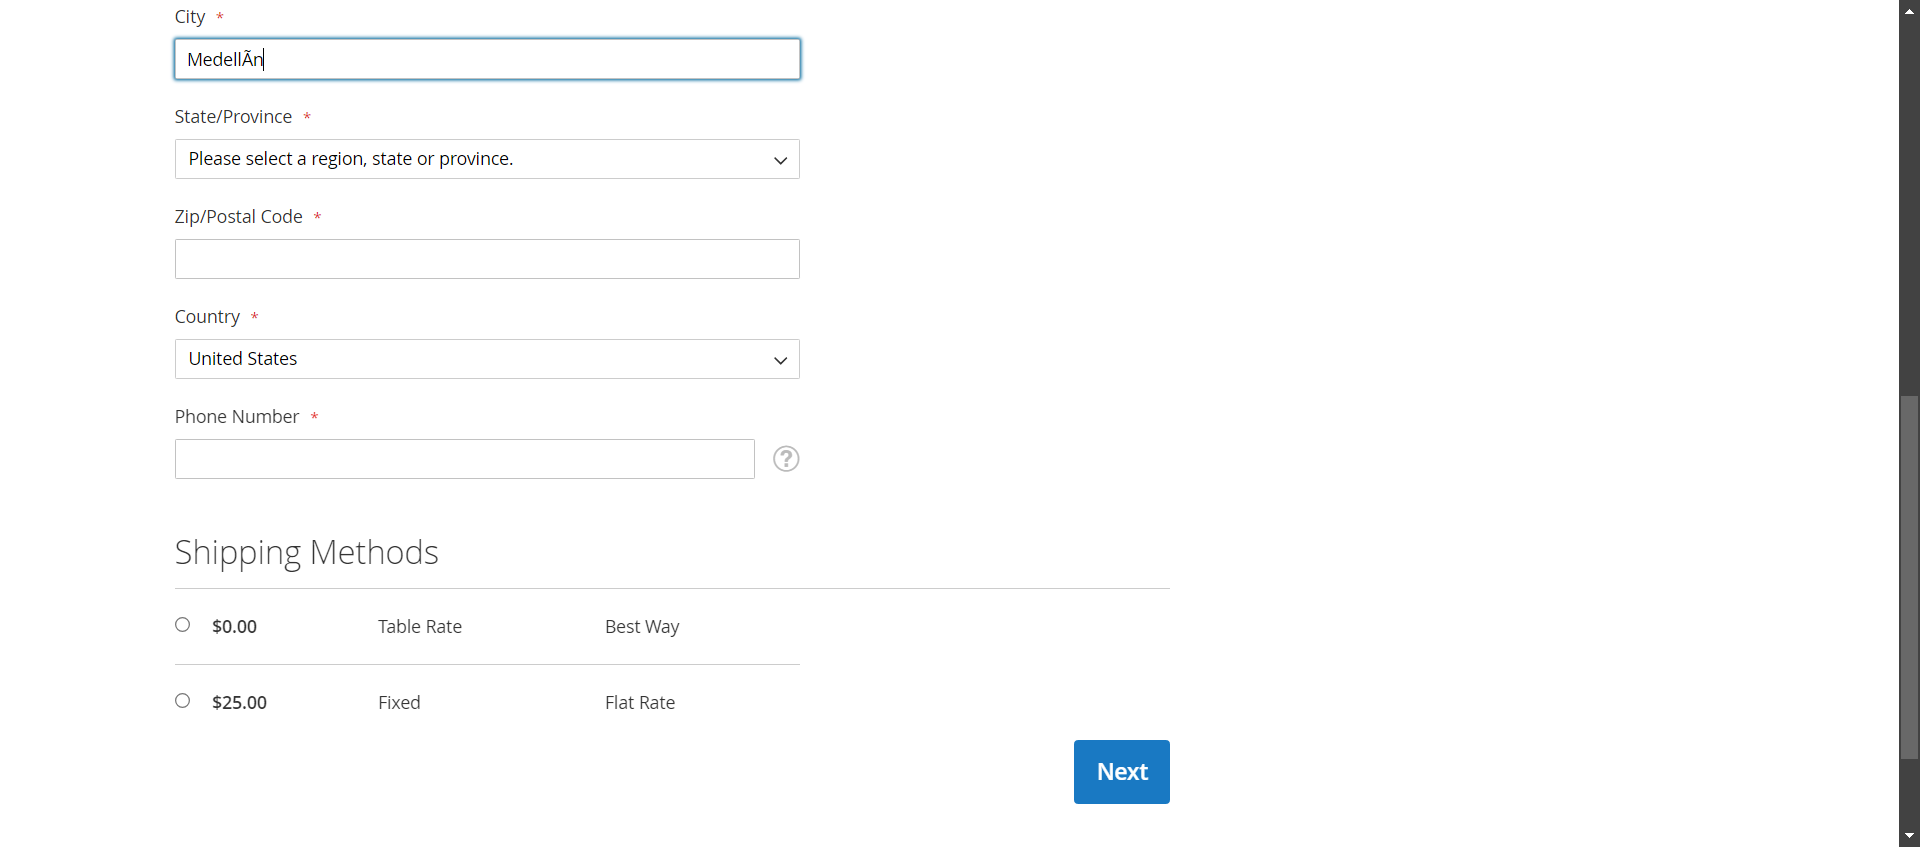 City *
MedellÃn
State/Province *
Please select a region, state or province.
Zip/Postal Code *
Country *
United States
Phone Number *
?
Shipping Methods
$0.00 Table Rate Best Way
$25.00 Fixed Flat Rate
Next